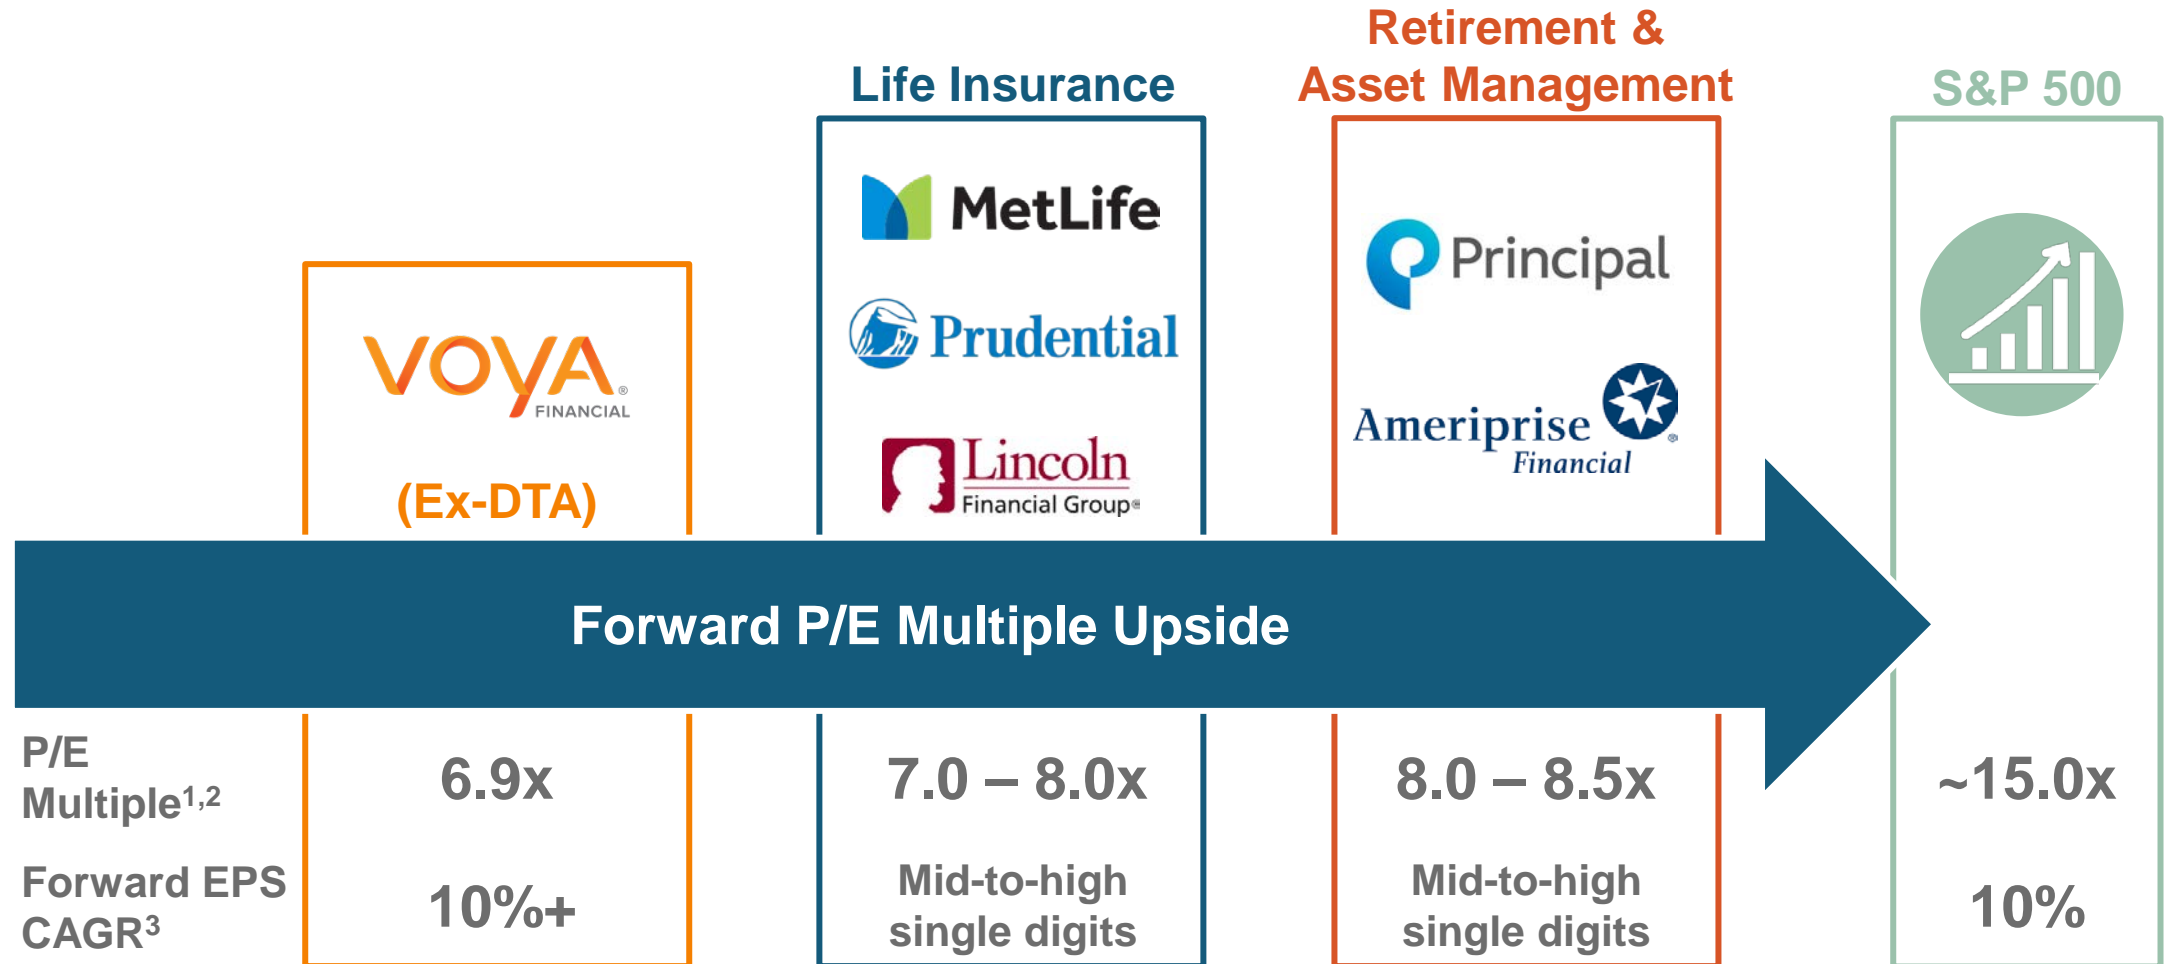 Retirement &
Asset Management
Life Insurance
S&P 500
VOYA®
FINANCIAL
(Ex-DTA)
MetLife
Prudential
Lincoln
Financial Group®
Principal
Ameriprise
Financial®
Forward P/E Multiple Upside
P/E
Multiple1,2
6.9x
7.0 – 8.0x
8.0 – 8.5x
~15.0x
Forward EPS
CAGR3
10%+
Mid-to-high
single digits
Mid-to-high
single digits
10%